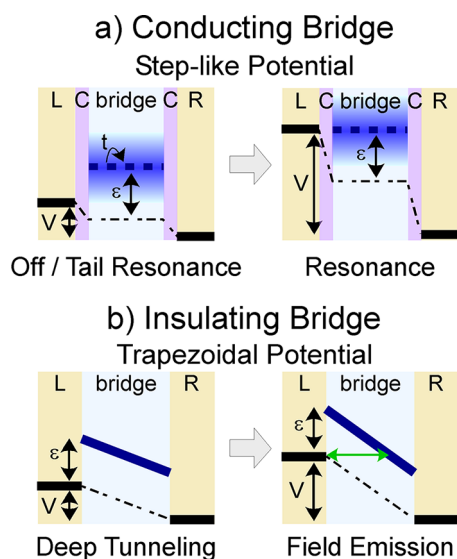 a) Conducting Bridge
Step-like Potential
L C bridge C R
t
ε
V
Off / Tail Resonance
L C bridge C R
ε
V
Resonance
b) Insulating Bridge
Trapezoidal Potential
L bridge R
ε
V
Deep Tunneling
L bridge R
ε
V
Field Emission